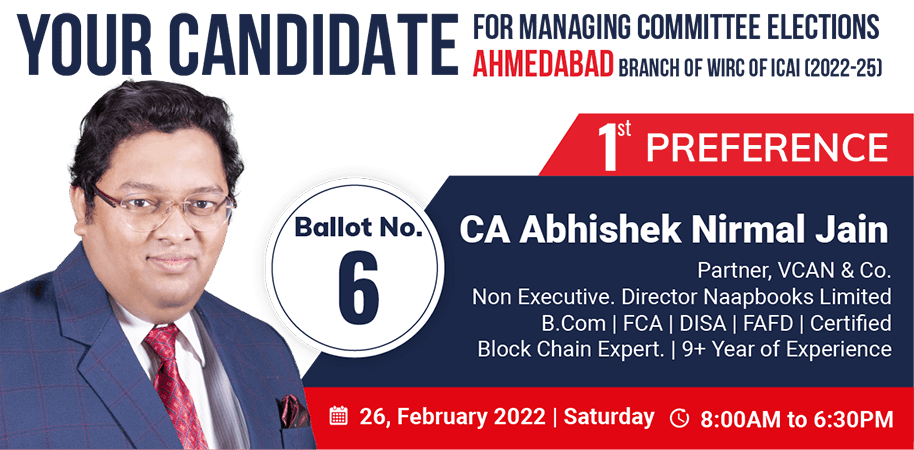 YOUR CANDIDATE
FOR MANAGING COMMITTEE ELECTIONS
AHMEDABAD BRANCH OF WIRC OF ICAI (2022-25)
1st PREFERENCE
Ballot No.
6
CA Abhishek Nirmal Jain
Partner, VCAN & Co.
Non Executive. Director Naapbooks Limited
B.Com | FCA | DISA | FAFD | Certified
Block Chain Expert. | 9+ Year of Experience
26, February 2022 | Saturday 8:00AM to 6:30PM